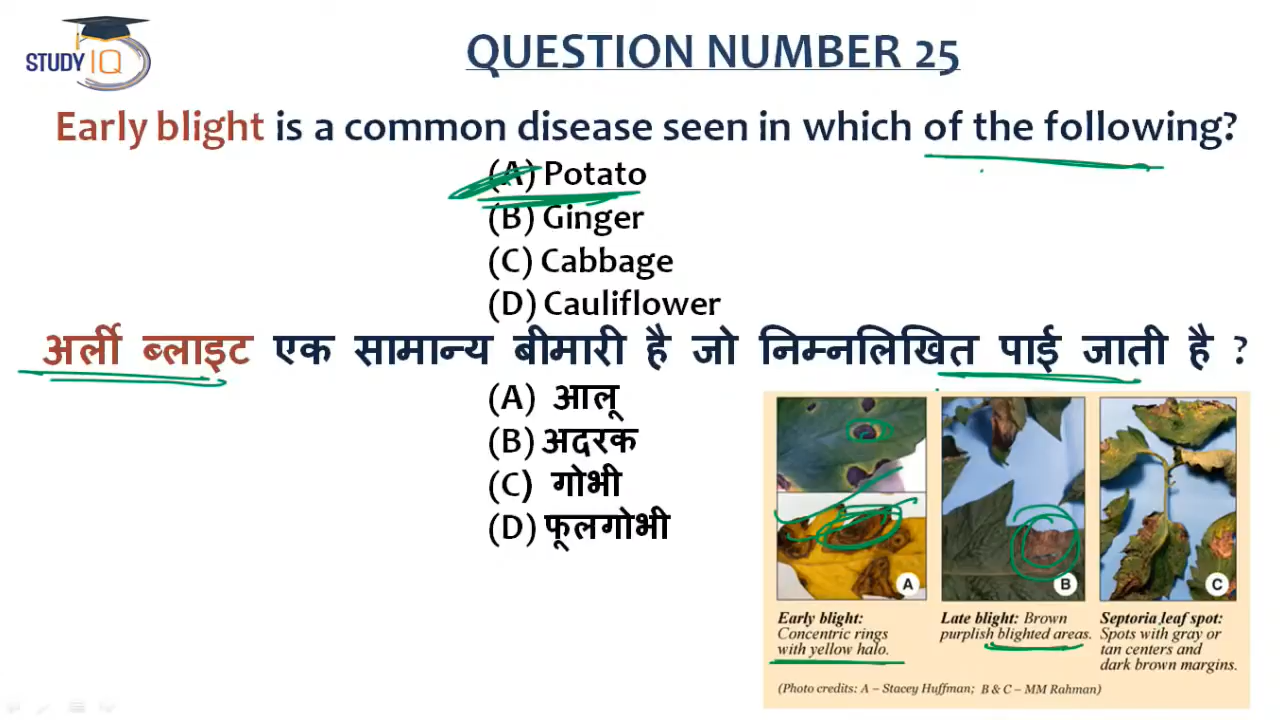 STUDY IQ
QUESTION NUMBER 25
Early blight is a common disease seen in which of the following?
(A) Potato
(B) Ginger
(C) Cabbage
(D) Cauliflower
अर्ली ब्लाइट एक सामान्य बीमारी है जो निम्नलिखित पाई जाती है ?
(A) आलू
(B) अदरक
(C) गोभी
(D) फूलगोभी
A
B
C
Early blight:
Concentric rings
with yellow halo.
Late blight: Brown
purplish blighted areas.
Septoria leaf spot:
Spots with gray or
tan centers and
dark brown margins.
(Photo credits: A – Stacey Huffman; B & C – MM Rahman)